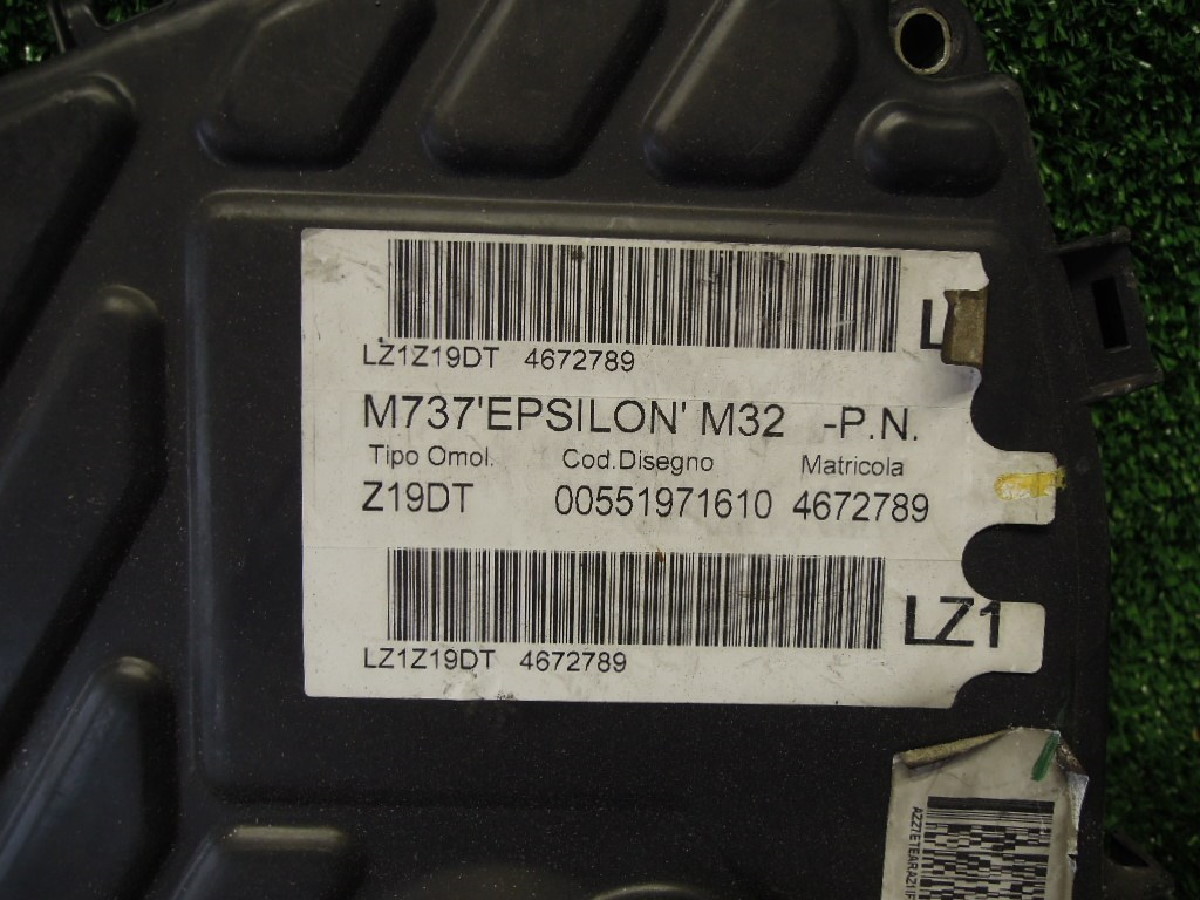 L
LZ1Z19DT 4672789
M737'EPSILON' M32 -P.N.
Tipo Omol. Cod.Disegno Matricola
Z19DT 00551971610 4672789
LZ1
LZ1Z19DT 4672789